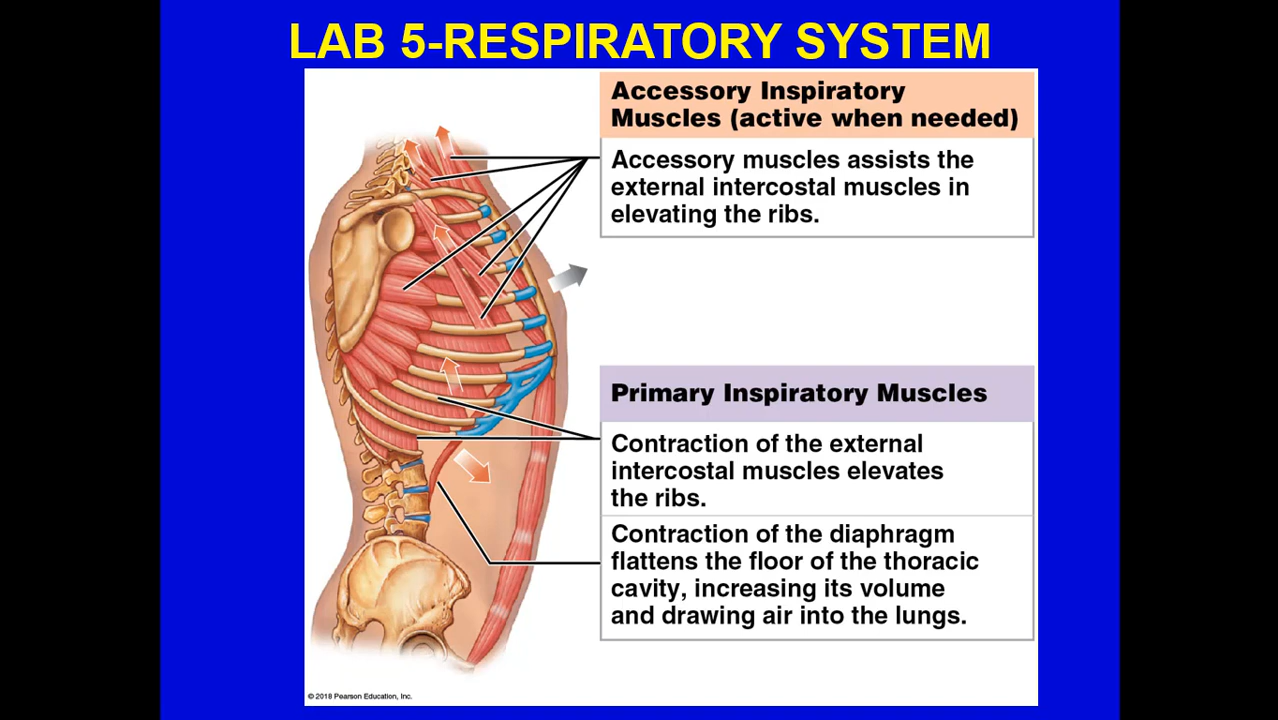 LAB 5-RESPIRATORY SYSTEM
Accessory Inspiratory
Muscles (active when needed)
Accessory muscles assists the
external intercostal muscles in
elevating the ribs.
Primary Inspiratory Muscles
Contraction of the external
intercostal muscles elevates
the ribs.
Contraction of the diaphragm
flattens the floor of the thoracic
cavity, increasing its volume
and drawing air into the lungs.
© 2018 Pearson Education, Inc.